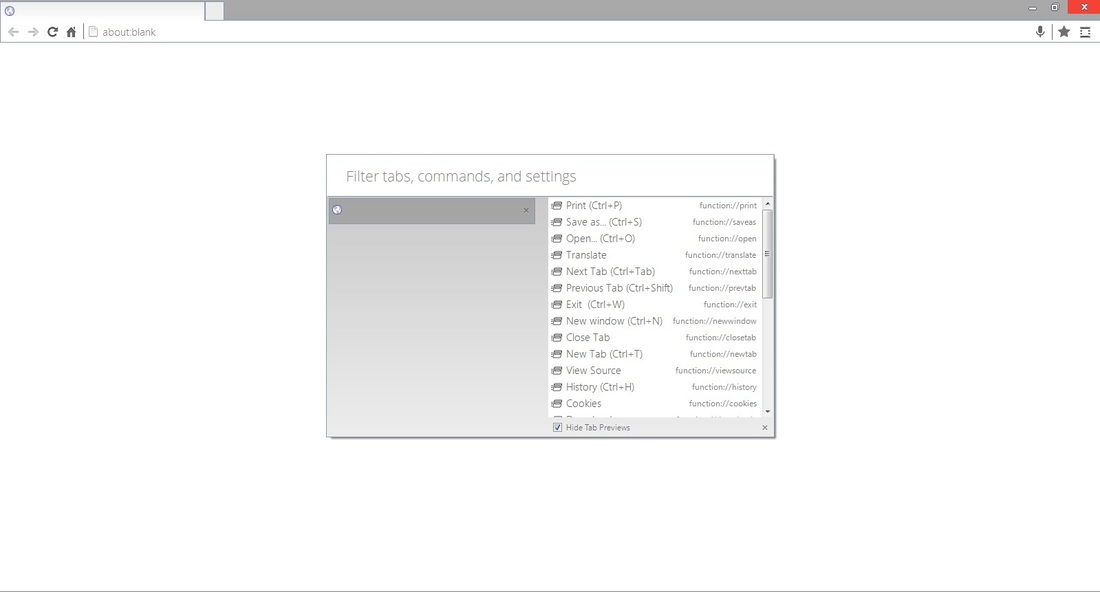 about:blank
Filter tabs, commands, and settings
Print (Ctrl+P) function://print
Save as... (Ctrl+S) function://saveas
Open... (Ctrl+O) function://open
Translate function://translate
Next Tab (Ctrl+Tab) function://nexttab
Previous Tab (Ctrl+Shift) function://prevtab
Exit (Ctrl+W) function://exit
New window (Ctrl+N) function://newwindow
Close Tab function://closetab
New Tab (Ctrl+T) function://newtab
View Source function://viewsource
History (Ctrl+H) function://history
Cookies function://cookies
Hide Tab Previews